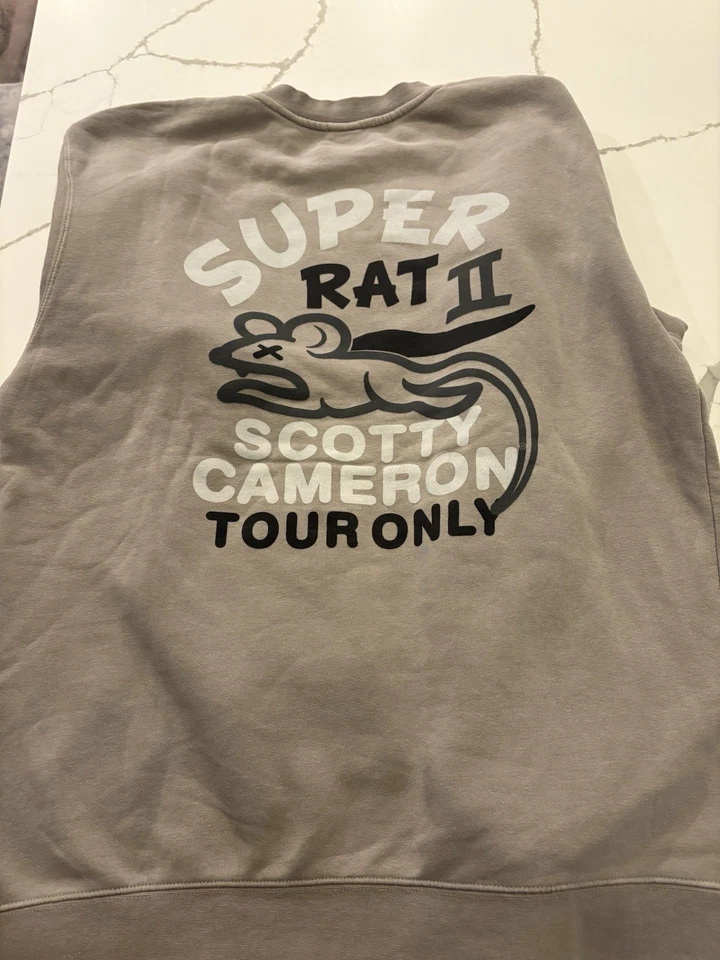 SUPER
RAT II
SCOTTY
CAMERON
TOUR ONLY